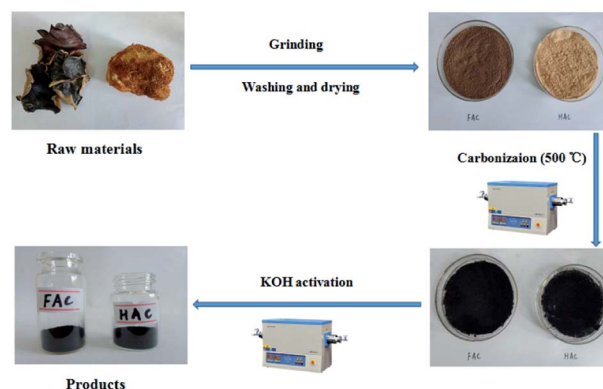 Grinding
Washing and drying
FAC
HAC
Raw materials
Carbonizaion (500 ℃)
KOH activation
FAC
HAC
FAC
HAC
Products